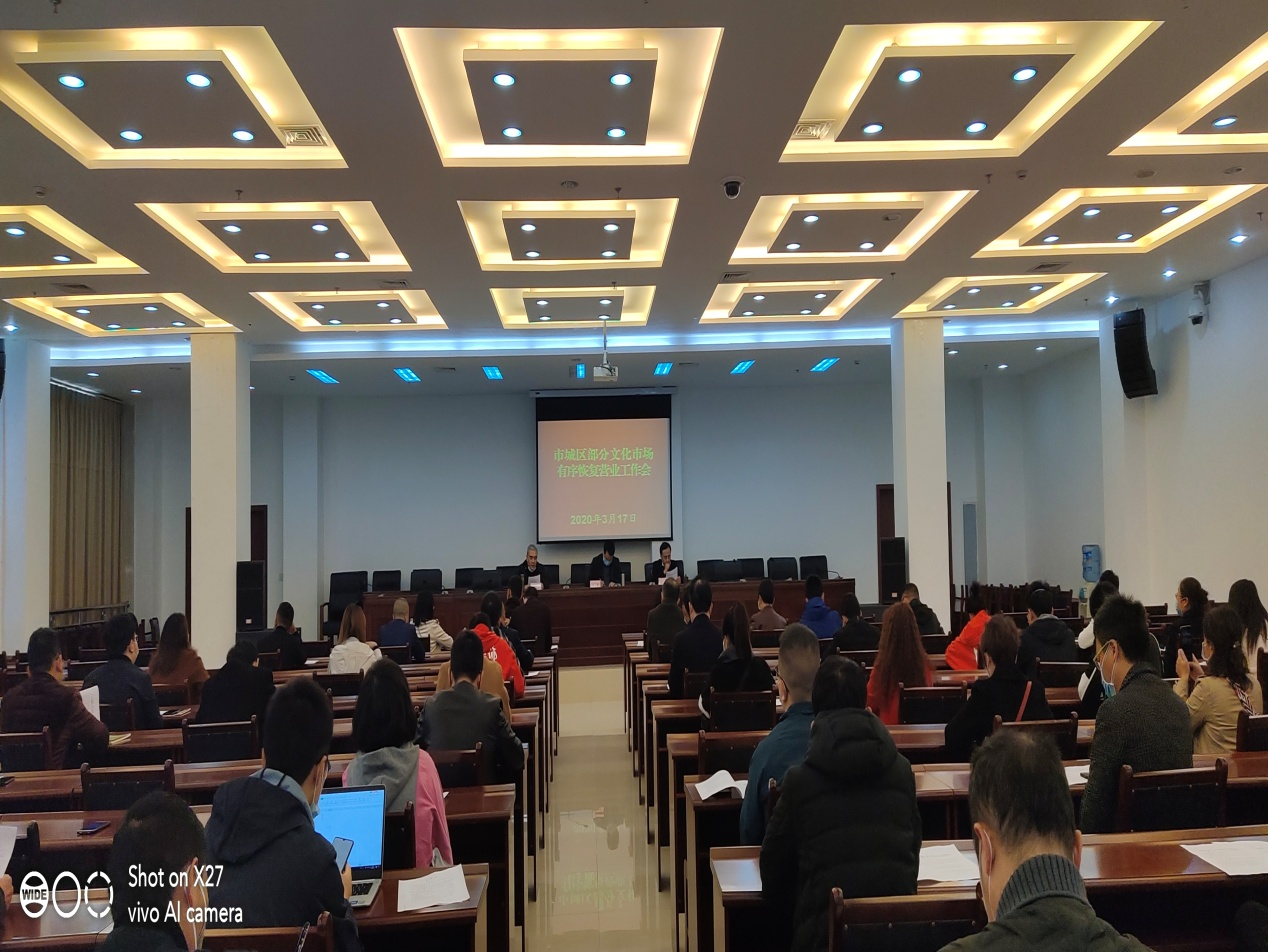 市城区部分文化市场
有序恢复营业工作会
2020年3月17日
WIDE
Shot on X27
vivo AI camera